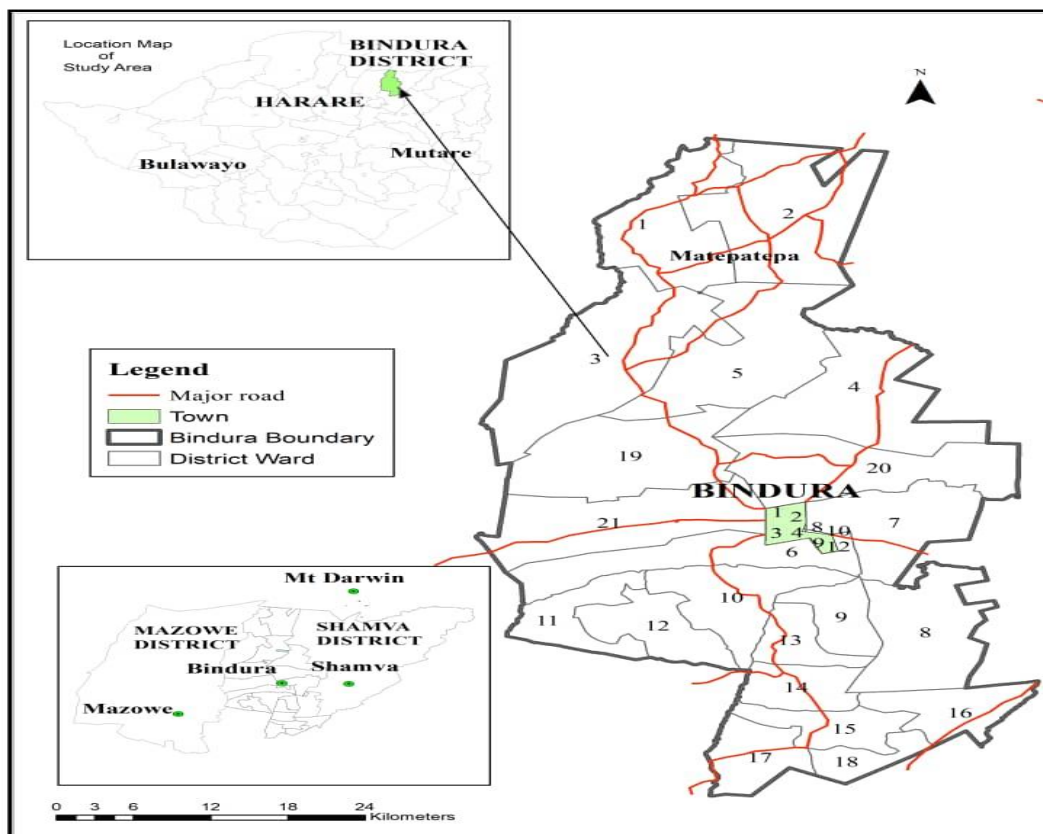 Location Map
of
Study Area
BINDURA
DISTRICT
HARARE
Bulawayo
Mutare
N
1
2
Matepatepa
3
5
4
Legend
Major road
Town
Bindura Boundary
District Ward
19
20
BINDURA
21
1
2
3
4
8
10
9
12
7
6
10
9
11
12
13
8
14
15
16
17
18
Mt Darwin
MAZOWE
DISTRICT
SHAMVA
DISTRICT
Bindura
Shamva
Mazowe
0 3 6 12 18 24
Kilometers